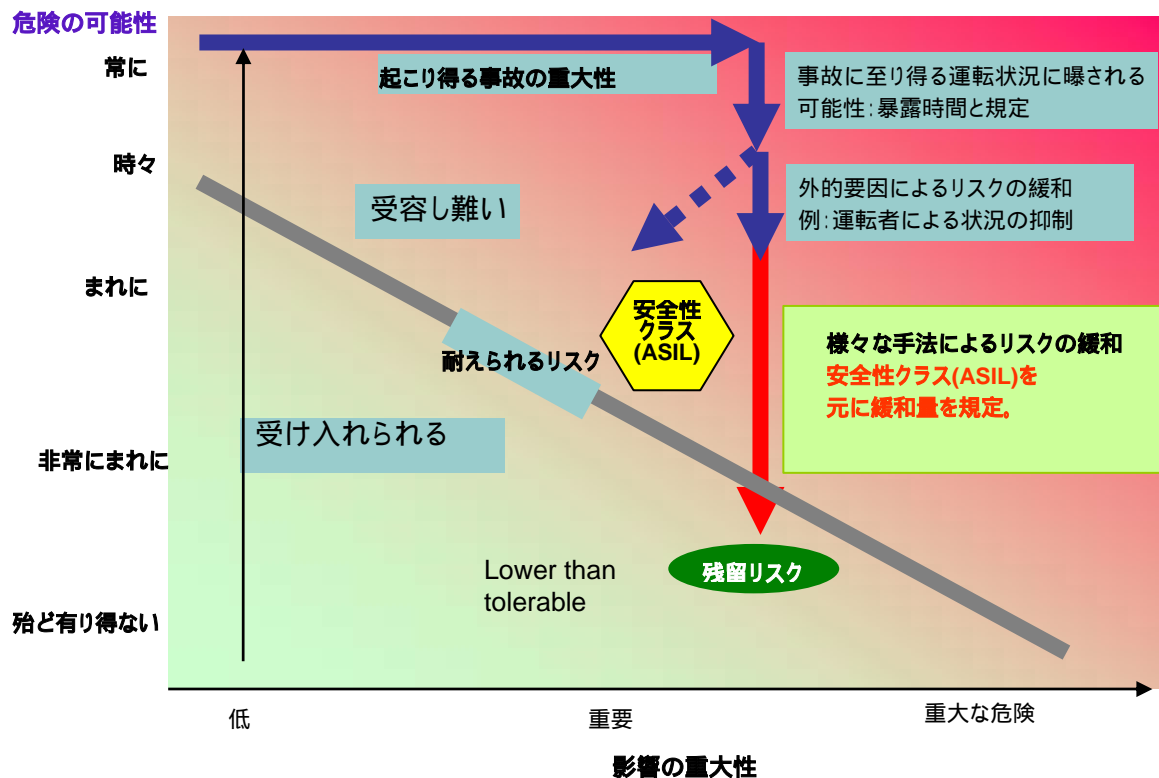 危険の可能性
常に
起こり得る事故の重大性
事故に至り得る運転状況に曝される
可能性：暴露時間と規定
時々
外的要因によるリスクの緩和
例：運転者による状況の抑制
受容し難い
まれに
安全性
クラス
(ASIL)
様々な手法によるリスクの緩和
安全性クラス(ASIL)を
元に緩和量を規定。
耐えられるリスク
受け入れられる
非常にまれに
Lower than
tolerable
残留リスク
殆ど有り得ない
低
重要
重大な危険
影響の重大性